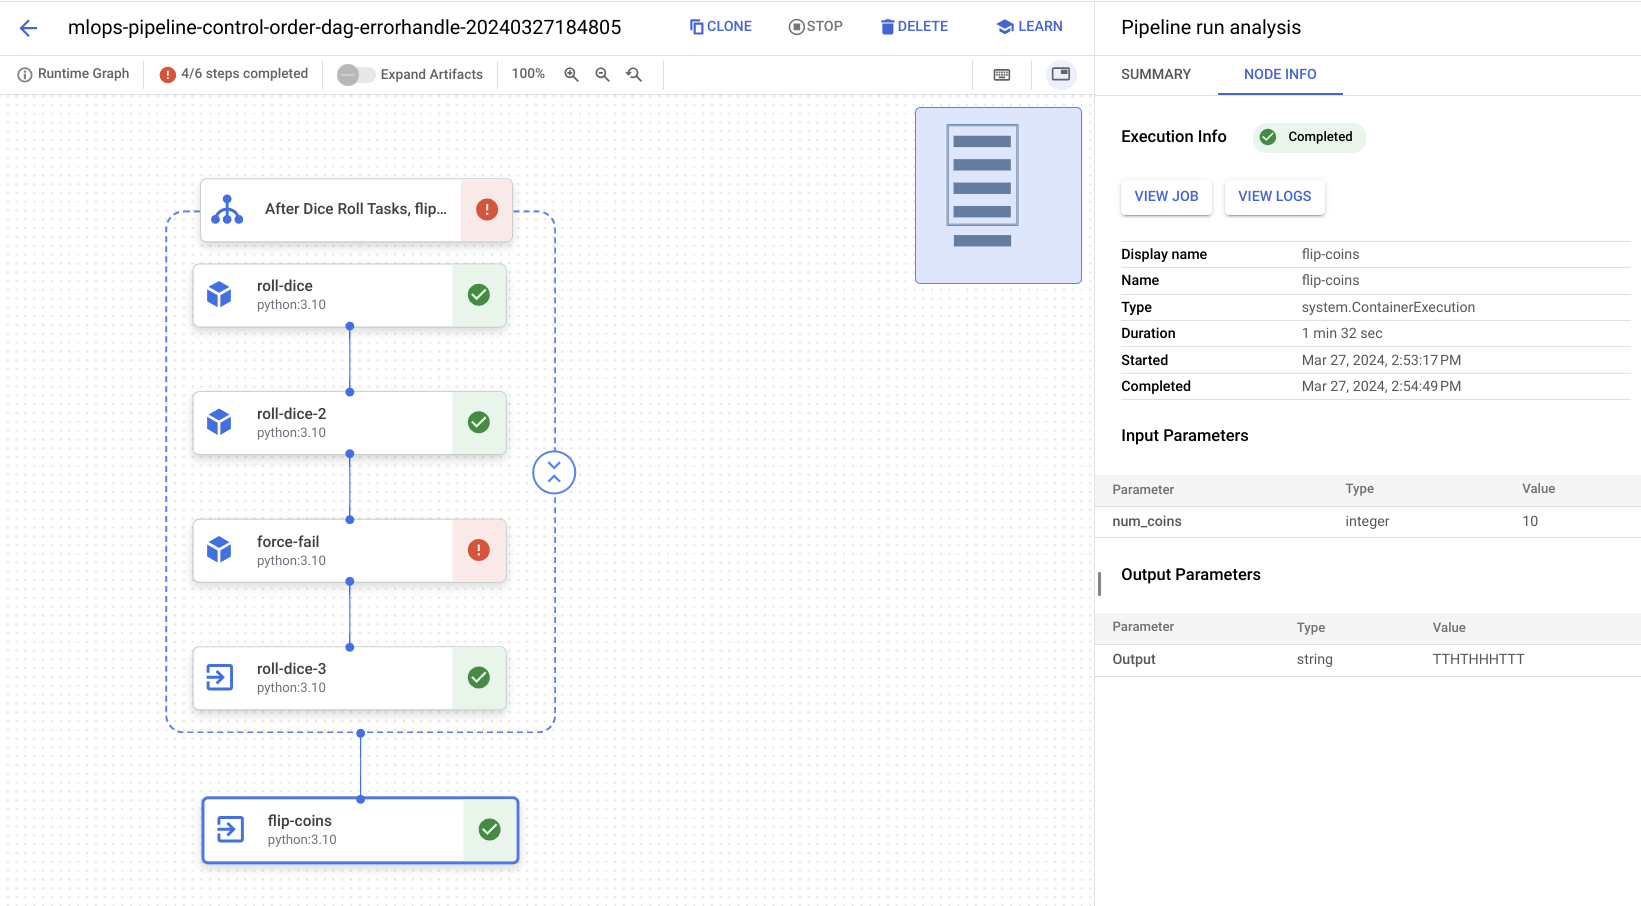 mlops-pipeline-control-order-dag-errorhandle-20240327184805
CLONE
STOP
DELETE
LEARN
Runtime Graph
4/6 steps completed
Expand Artifacts
100%
After Dice Roll Tasks, flip...
roll-dice
python:3.10
roll-dice-2
python:3.10
force-fail
python:3.10
roll-dice-3
python:3.10
flip-coins
python:3.10
Pipeline run analysis
SUMMARY NODE INFO
Execution Info Completed
VIEW JOB VIEW LOGS
Display name flip-coins
Name flip-coins
Type system.ContainerExecution
Duration 1 min 32 sec
Started Mar 27, 2024, 2:53:17 PM
Completed Mar 27, 2024, 2:54:49 PM
Input Parameters
Parameter Type Value
num_coins integer 10
Output Parameters
Parameter Type Value
Output string TTHTHHHTTT